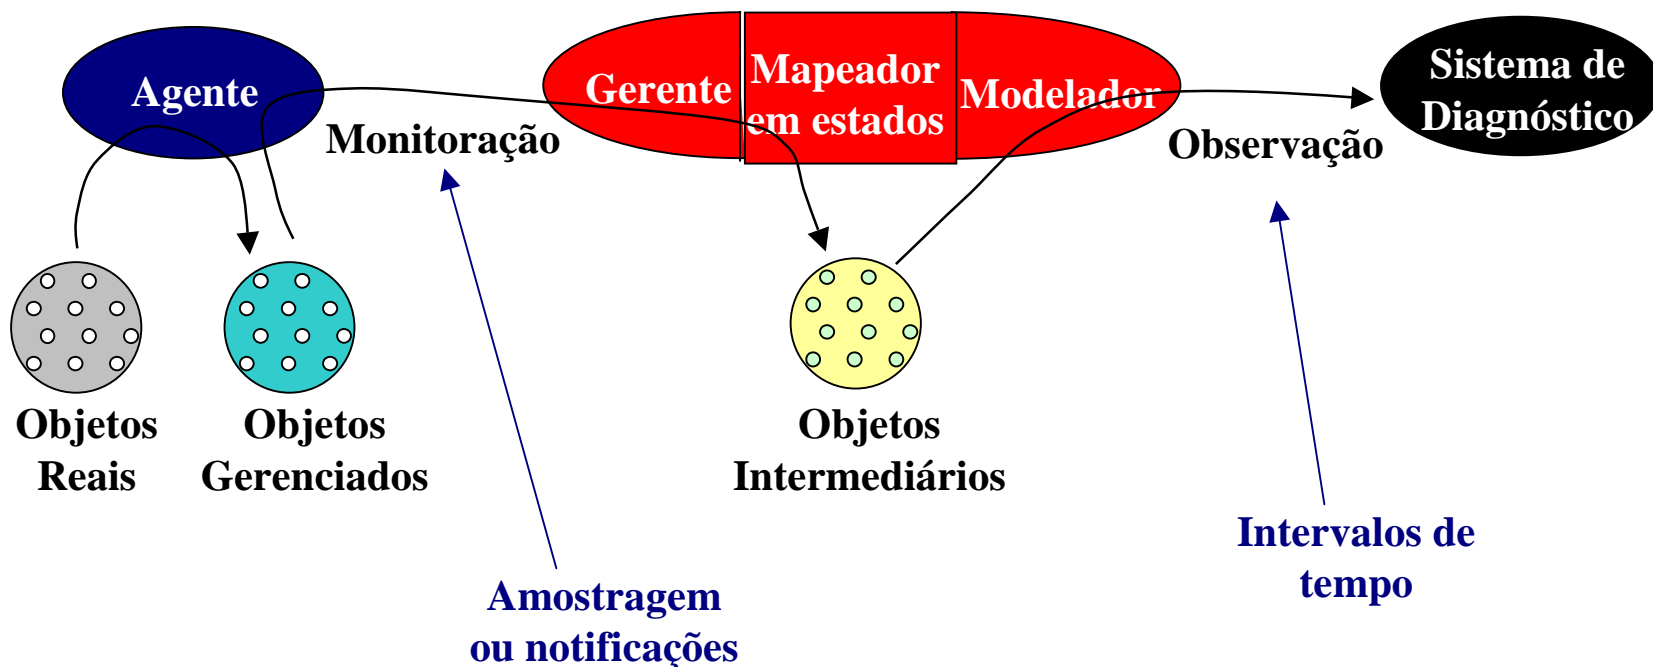 Agente
Gerente
Mapeador
em estados
Modelador
Sistema de
Diagnóstico
Monitoração
Observação
Objetos
Reais
Objetos
Gerenciados
Objetos
Intermediários
Intervalos de
tempo
Amostragem
ou notificações